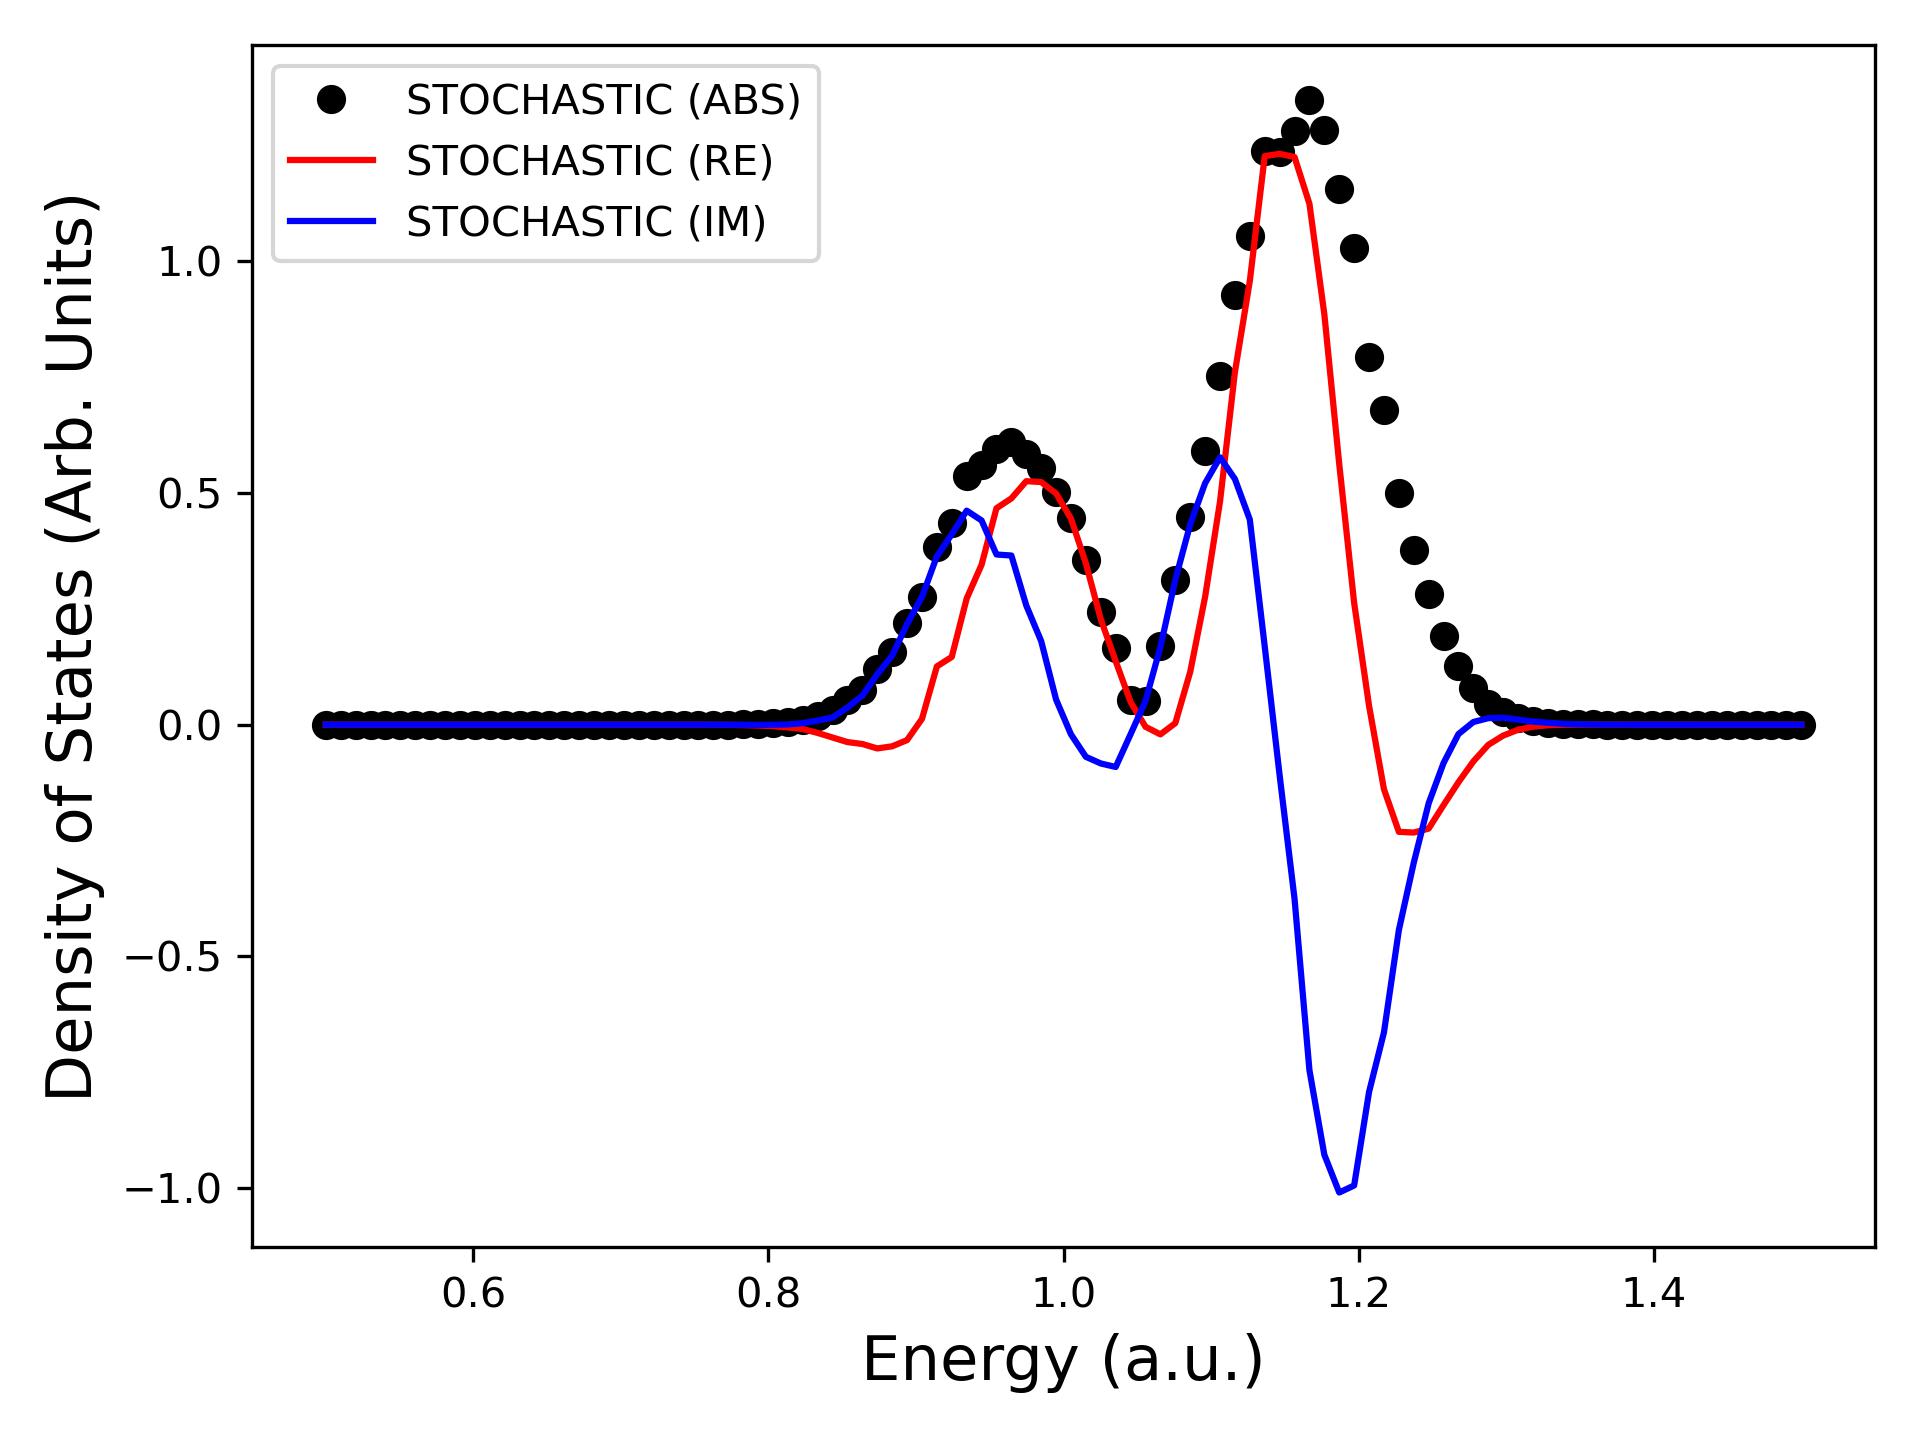 STOCHASTIC (ABS)
STOCHASTIC (RE)
STOCHASTIC (IM)
Density of States (Arb. Units)
1.0
0.5
0.0
−0.5
−1.0
0.6
0.8
1.0
1.2
1.4
Energy (a.u.)